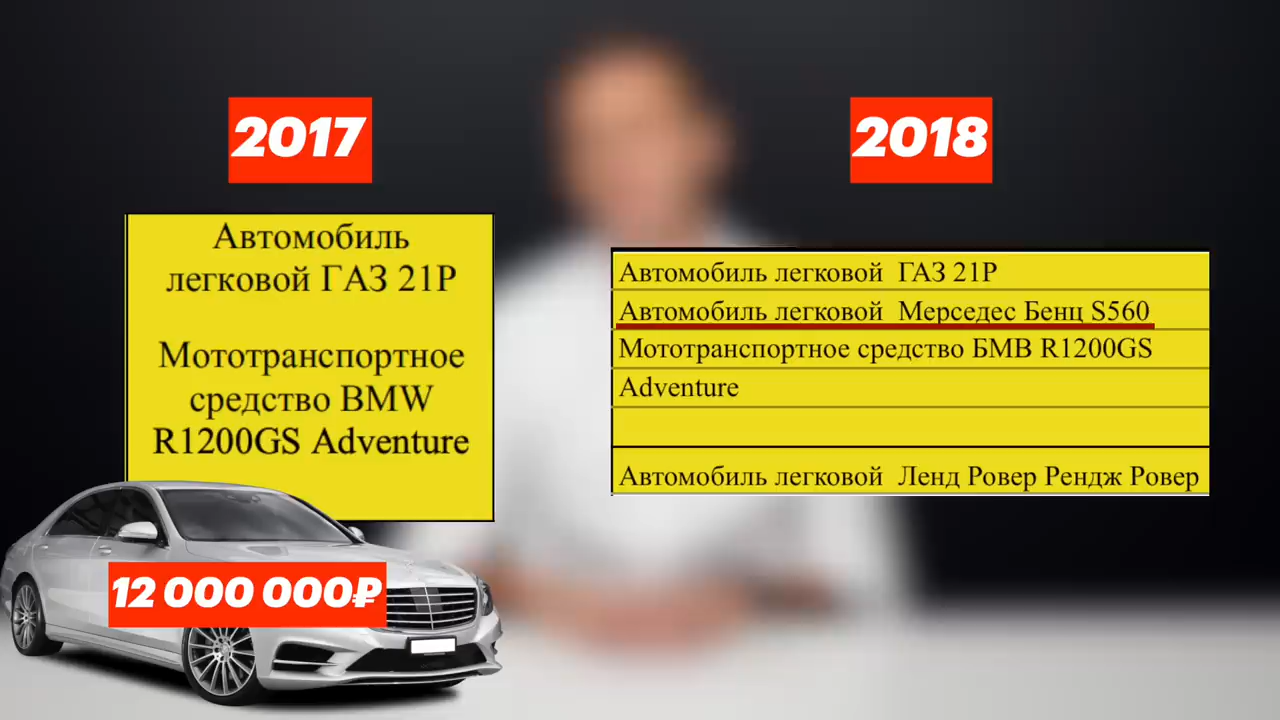 2017
Автомобиль
легковой ГАЗ 21Р
Мототранспортное
средство BMW
R1200GS Adventure
12 000 000₽
2018
Автомобиль легковой  ГАЗ 21Р
Автомобиль легковой  Мерседес Бенц S560
Мототранспортное средство БМВ R1200GS
Adventure
Автомобиль легковой  Ленд Ровер Рендж Ровер